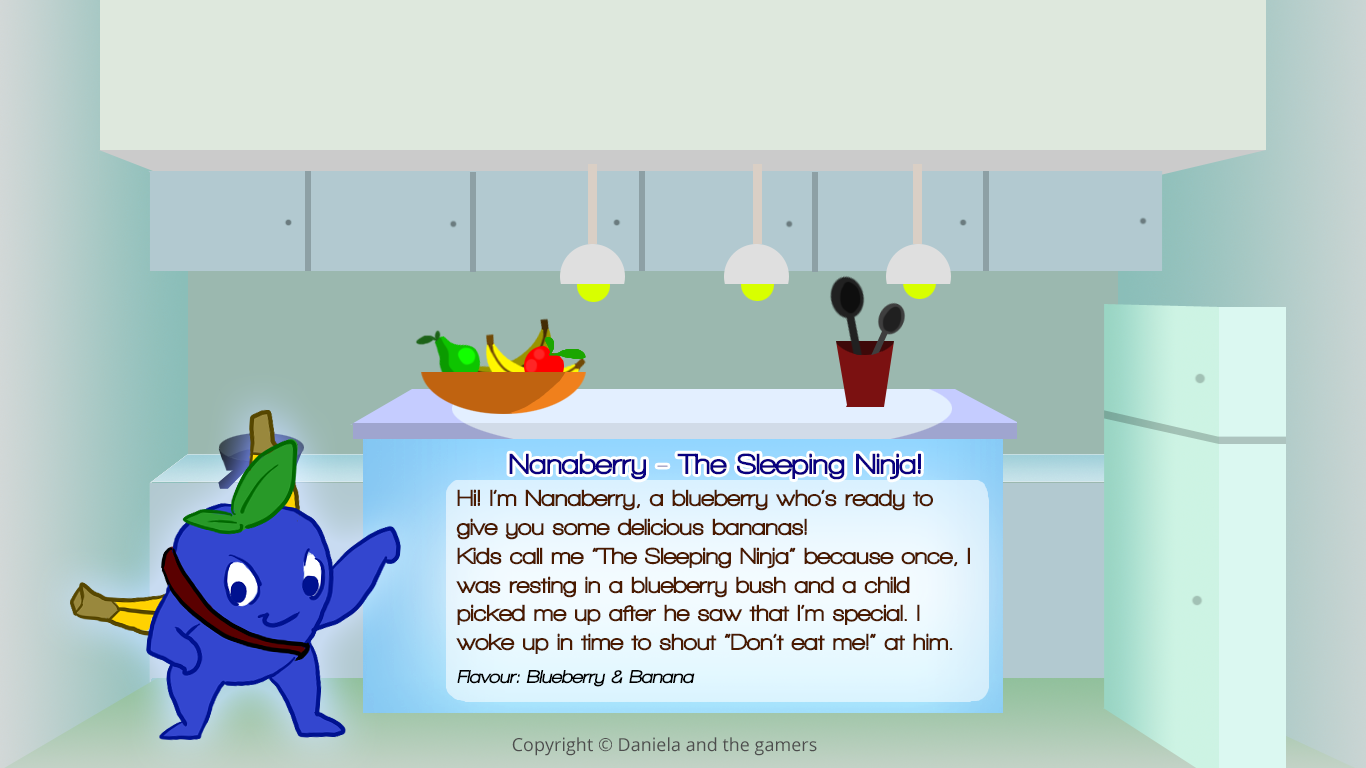 Nanaberry - The Sleeping Ninja!
Hi! I'm Nanaberry, a blueberry who's ready to
give you some delicious bananas!
Kids call me "The Sleeping Ninja" because once, I
was resting in a blueberry bush and a child
picked me up after he saw that I'm special. I
woke up in time to shout "Don't eat me!" at him.
Flavour: Blueberry & Banana
Copyright © Daniela and the gamers